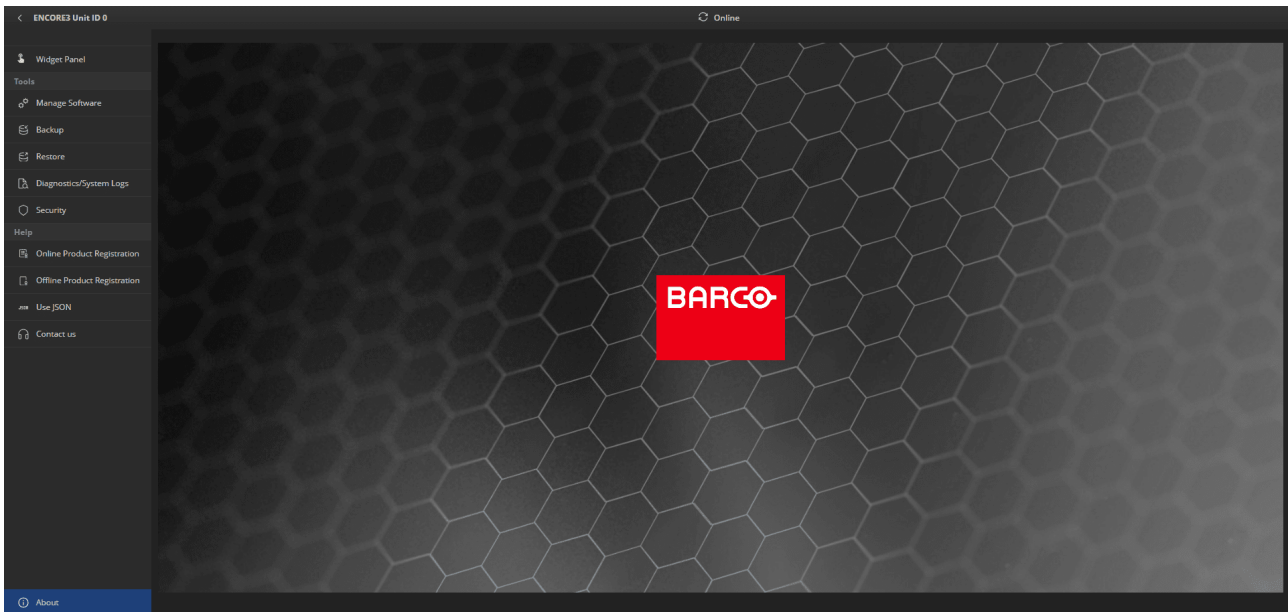 ENCORE3 Unit ID 0
Online
Widget Panel
Tools
Manage Software
Backup
Restore
Diagnostics/System Logs
Security
Help
Online Product Registration
Offline Product Registration
Use JSON
Contact us
BARCO
About